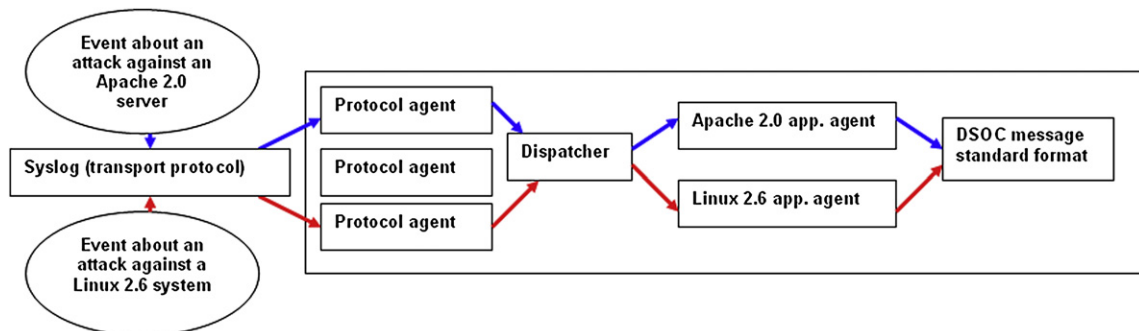 Event about an
attack against an
Apache 2.0
server
Syslog (transport protocol)
Event about an
attack against a
Linux 2.6 system
Protocol agent
Protocol agent
Protocol agent
Dispatcher
Apache 2.0 app. agent
Linux 2.6 app. agent
DSOC message
standard format